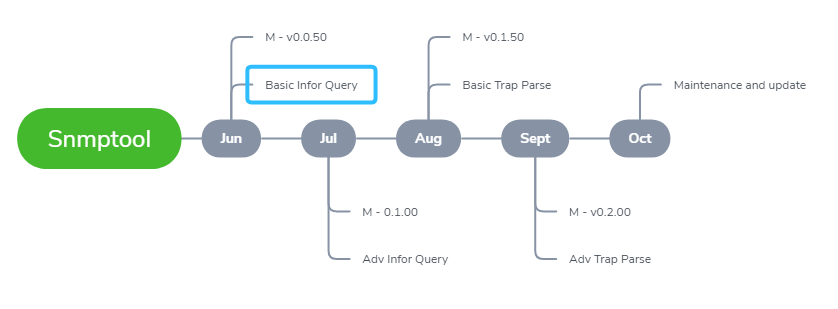 M - v0.0.50
M - v0.1.50
Basic Infor Query
Basic Trap Parse
Maintenance and update
Snmptool
Jun
Jul
Aug
Sept
Oct
M - 0.1.00
M - v0.2.00
Adv Infor Query
Adv Trap Parse